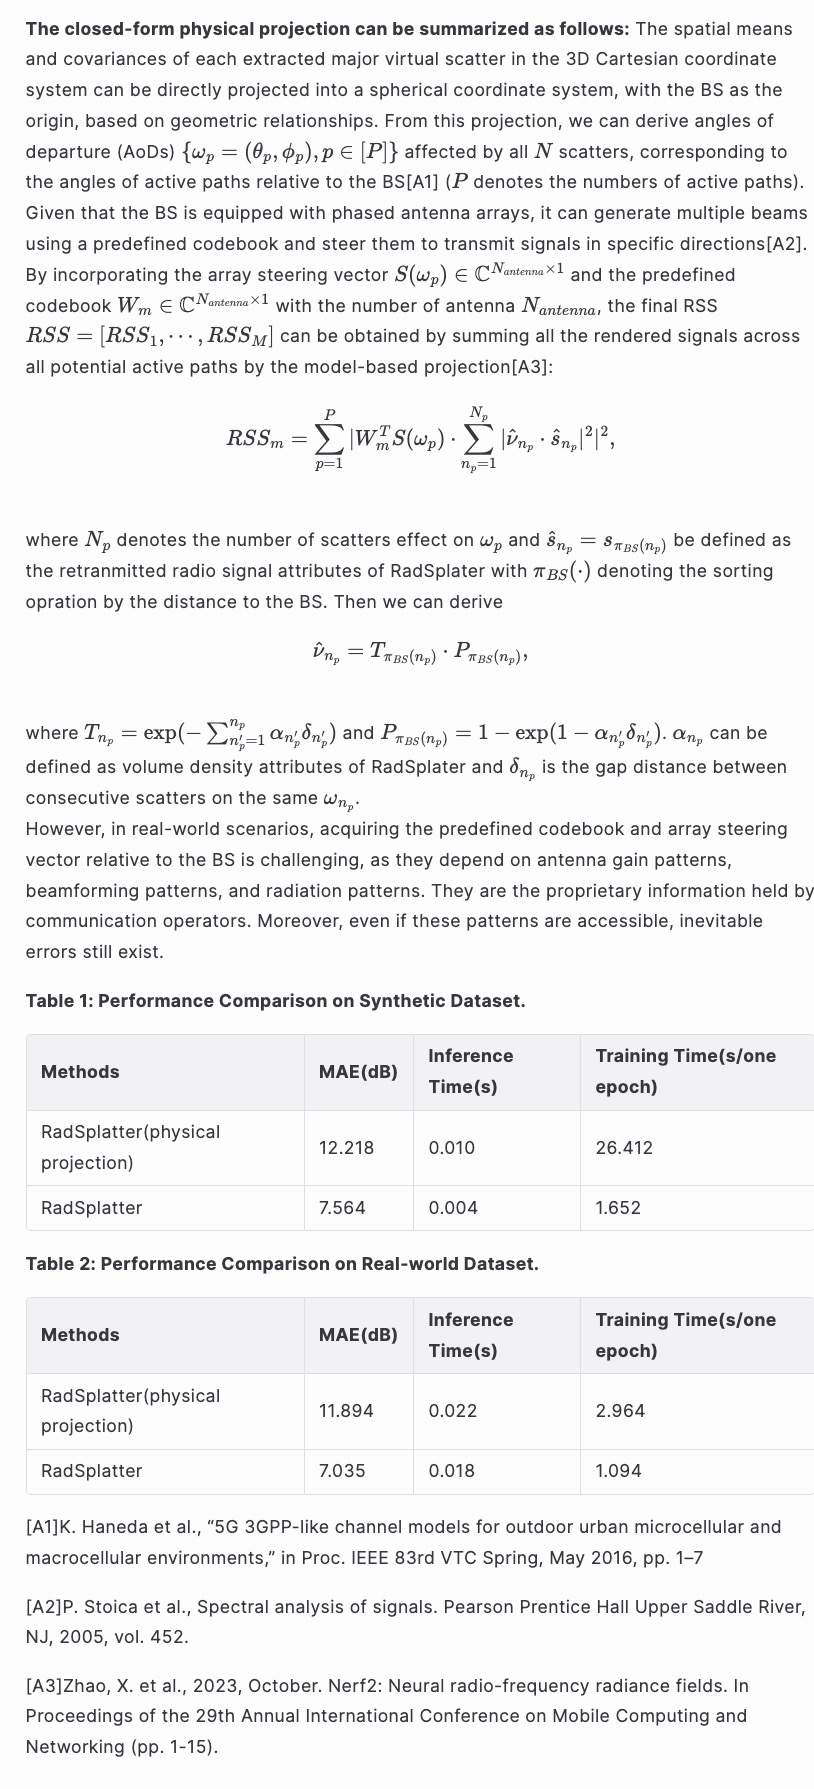 The closed-form physical projection can be summarized as follows: The spatial means
and covariances of each extracted major virtual scatter in the 3D Cartesian coordinate
system can be directly projected into a spherical coordinate system, with the BS as the
origin, based on geometric relationships. From this projection, we can derive angles of
departure (AoDs) $\{\omega_p = (\theta_p, \phi_p), p \in [P]\}$ affected by all $N$ scatters, corresponding to
the angles of active paths relative to the BS[A1] ($P$ denotes the numbers of active paths).
Given that the BS is equipped with phased antenna arrays, it can generate multiple beams
using a predefined codebook and steer them to transmit signals in specific directions[A2].
By incorporating the array steering vector $S(\omega_p) \in \mathbb{C}^{N_{antenna} \times 1}$ and the predefined
codebook $W_m \in \mathbb{C}^{N_{antenna} \times 1}$ with the number of antenna $N_{antenna}$, the final RSS
$RSS = [RSS_1, \cdots, RSS_M]$ can be obtained by summing all the rendered signals across
all potential active paths by the model-based projection[A3]:
$RSS_m = \sum_{p=1}^{P} |W_m^T S(\omega_p) \cdot \sum_{n_p=1}^{N_p} |\hat{\nu}_{n_p} \cdot \hat{s}_{n_p}|^2|^2,$
where $N_p$ denotes the number of scatters effect on $\omega_p$ and $\hat{s}_{n_p} = s_{\pi_{BS}(n_p)}$ be defined as
the retranmitted radio signal attributes of RadSplater with $\pi_{BS}(\cdot)$ denoting the sorting
opration by the distance to the BS. Then we can derive
$\hat{\nu}_{n_p} = T_{\pi_{BS}(n_p)} \cdot P_{\pi_{BS}(n_p)},$
where $T_{n_p} = \exp(-\sum_{n_p'=1}^{n_p} \alpha_{n_p'} \delta_{n_p'})$ and $P_{\pi_{BS}(n_p)} = 1 - \exp(1 - \alpha_{n_p'} \delta_{n_p'})$. $\alpha_{n_p}$ can be
defined as volume density attributes of RadSplater and $\delta_{n_p}$ is the gap distance between
consecutive scatters on the same $\omega_{n_p}$.
However, in real-world scenarios, acquiring the predefined codebook and array steering
vector relative to the BS is challenging, as they depend on antenna gain patterns,
beamforming patterns, and radiation patterns. They are the proprietary information held by
communication operators. Moreover, even if these patterns are accessible, inevitable
errors still exist.
Table 1: Performance Comparison on Synthetic Dataset.
Methods
MAE(dB)
Inference
Time(s)
Training Time(s/one
epoch)
RadSplatter(physical
projection)
12.218
0.010
26.412
RadSplatter
7.564
0.004
1.652
Table 2: Performance Comparison on Real-world Dataset.
Methods
MAE(dB)
Inference
Time(s)
Training Time(s/one
epoch)
RadSplatter(physical
projection)
11.894
0.022
2.964
RadSplatter
7.035
0.018
1.094
[A1]K. Haneda et al., “5G 3GPP-like channel models for outdoor urban microcellular and
macrocellular environments,” in Proc. IEEE 83rd VTC Spring, May 2016, pp. 1–7
[A2]P. Stoica et al., Spectral analysis of signals. Pearson Prentice Hall Upper Saddle River,
NJ, 2005, vol. 452.
[A3]Zhao, X. et al., 2023, October. Nerf2: Neural radio-frequency radiance fields. In
Proceedings of the 29th Annual International Conference on Mobile Computing and
Networking (pp. 1-15).